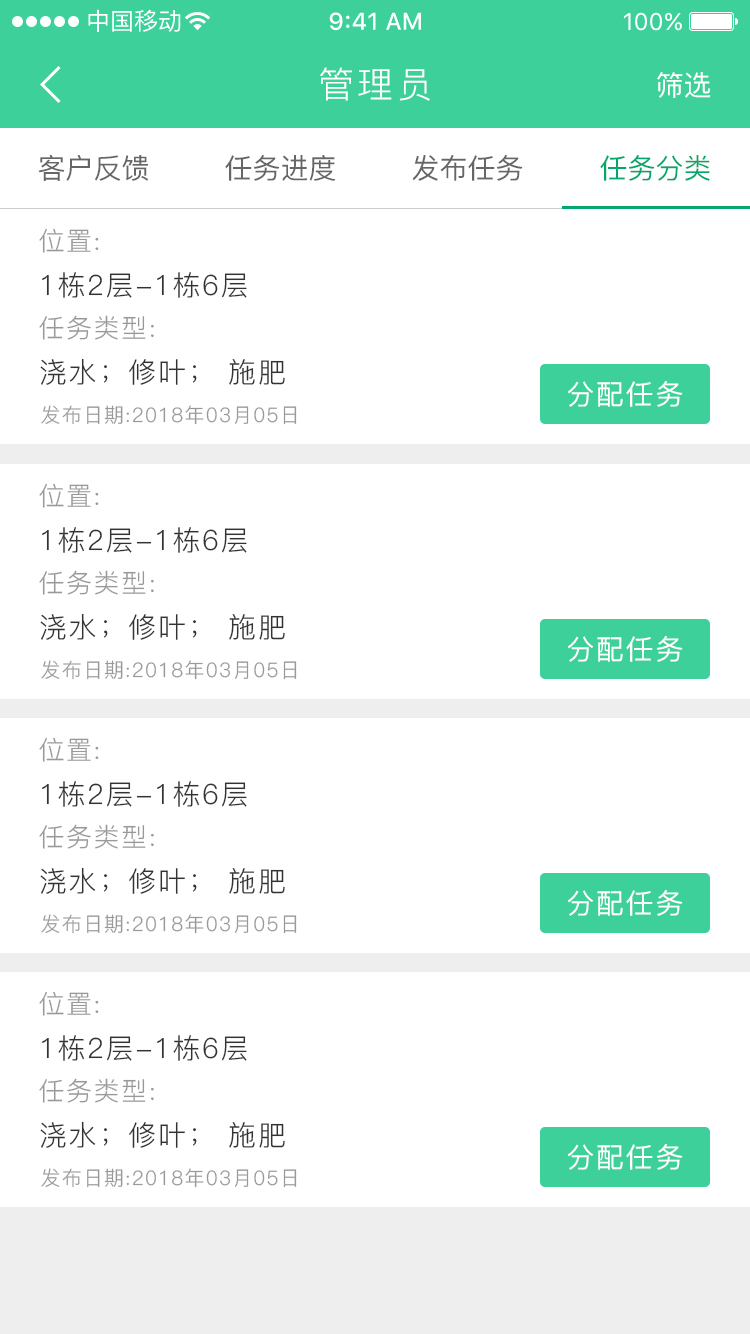 中国移动 9:41 AM 100%
管理员 筛选
客户反馈 任务进度 发布任务 任务分类
位置:
1栋2层-1栋6层
任务类型:
浇水；修叶； 施肥
分配任务
发布日期:2018年03月05日
位置:
1栋2层-1栋6层
任务类型:
浇水；修叶； 施肥
分配任务
发布日期:2018年03月05日
位置:
1栋2层-1栋6层
任务类型:
浇水；修叶； 施肥
分配任务
发布日期:2018年03月05日
位置:
1栋2层-1栋6层
任务类型:
浇水；修叶； 施肥
分配任务
发布日期:2018年03月05日